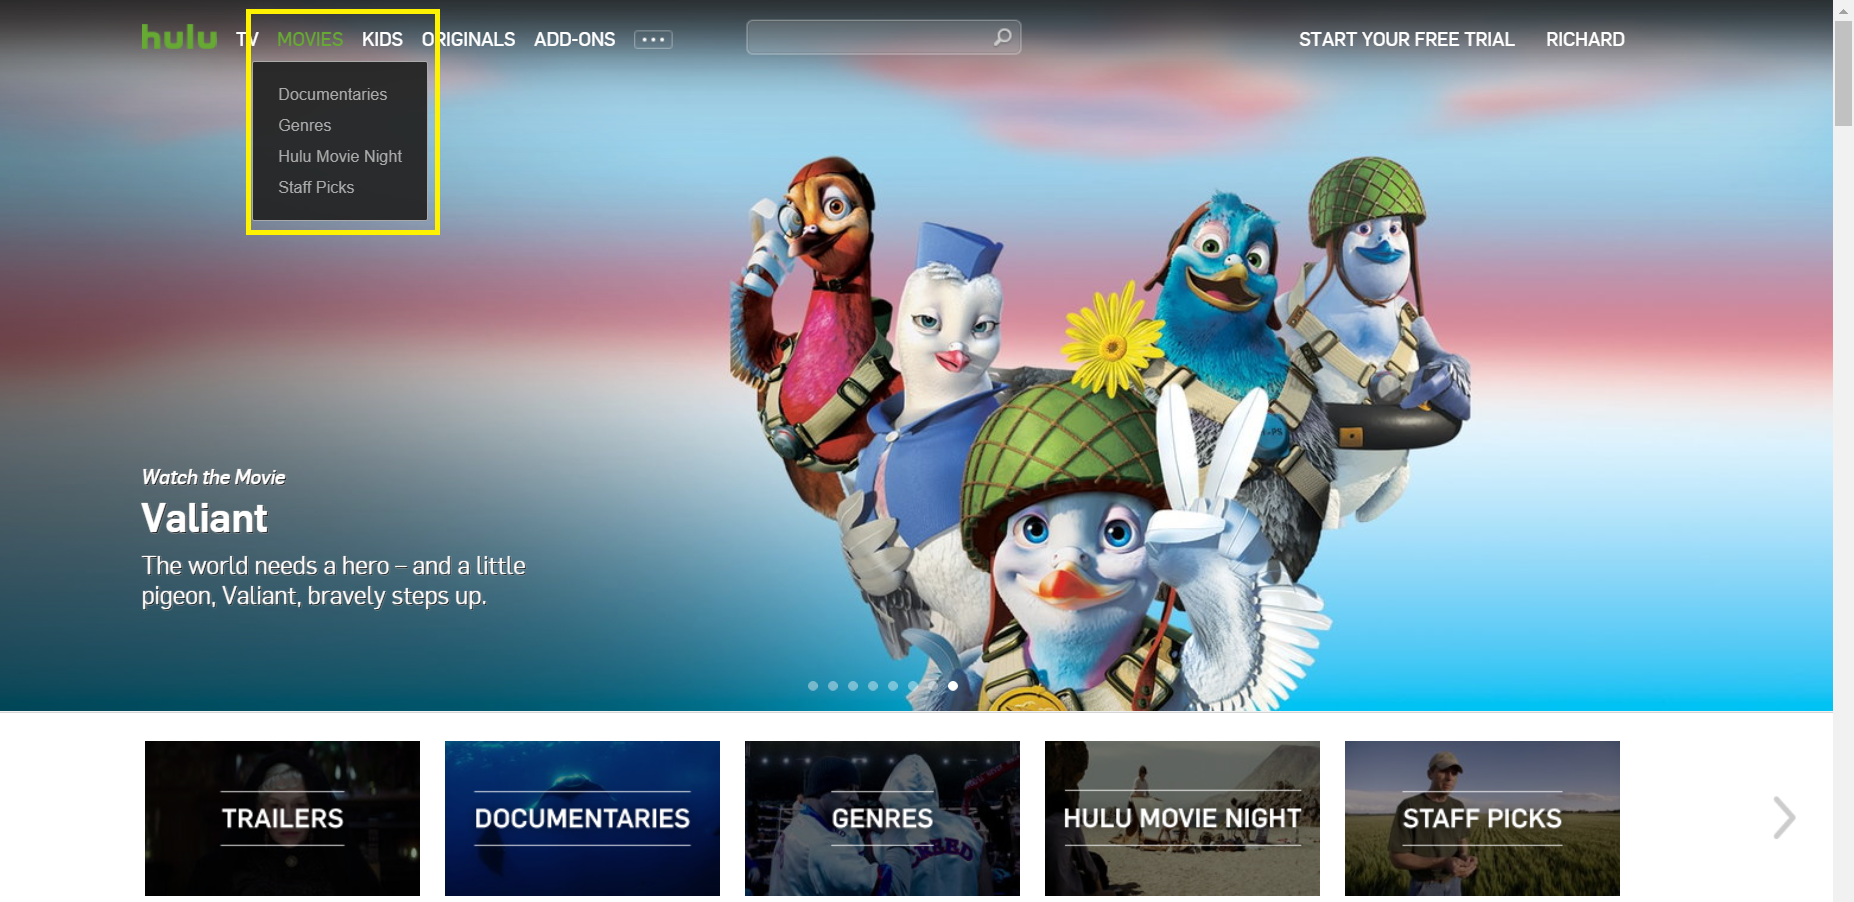 hulu TV MOVIES KIDS ORIGINALS ADD-ONS START YOUR FREE TRIAL RICHARD
Documentaries
Genres
Hulu Movie Night
Staff Picks
Watch the Movie
Valiant
The world needs a hero – and a little
pigeon, Valiant, bravely steps up.
TRAILERS DOCUMENTARIES GENRES HULU MOVIE NIGHT STAFF PICKS